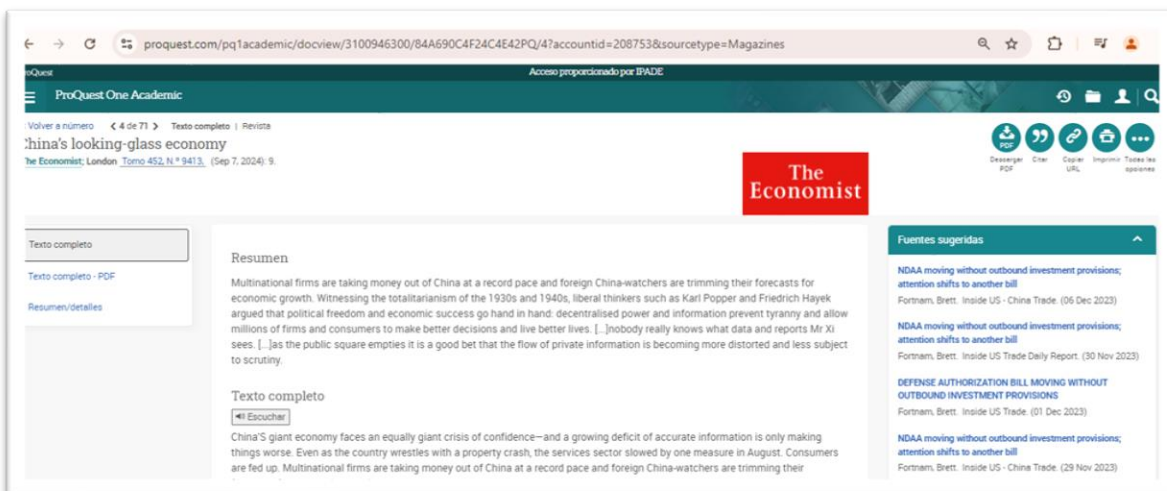 proquest.com/pq1academic/docview/3100946300/84A690C4F24C4E42PQ/4?accountid=208753&sourcetype=Magazines
roQuest
Acceso proporcionado por IPADE
ProQuest One Academic
Volver a número < 4 de 71 > Texto completo | Revista
hina's looking-glass economy
he Economist; London Tomo 452, N.º 9413, (Sep 7, 2024): 9.
PDF
Descargar PDF
Citar
Copiar URL
Imprimir
Todas las opciones
The
Economist
Texto completo
Texto completo - PDF
Resumen/detalles
Resumen
Multinational firms are taking money out of China at a record pace and foreign China-watchers are trimming their forecasts for
economic growth. Witnessing the totalitarianism of the 1930s and 1940s, liberal thinkers such as Karl Popper and Friedrich Hayek
argued that political freedom and economic success go hand in hand: decentralised power and information prevent tyranny and allow
millions of firms and consumers to make better decisions and live better lives. [...]nobody really knows what data and reports Mr Xi
sees. [...]as the public square empties it is a good bet that the flow of private information is becoming more distorted and less subject
to scrutiny.
Texto completo
Escuchar
China'S giant economy faces an equally giant crisis of confidence—and a growing deficit of accurate information is only making
things worse. Even as the country wrestles with a property crash, the services sector slowed by one measure in August. Consumers
are fed up. Multinational firms are taking money out of China at a record pace and foreign China-watchers are trimming their
Fuentes sugeridas
NDAA moving without outbound investment provisions;
attention shifts to another bill
Fortnam, Brett. Inside US - China Trade. (06 Dec 2023)
NDAA moving without outbound investment provisions;
attention shifts to another bill
Fortnam, Brett. Inside US Trade Daily Report. (30 Nov 2023)
DEFENSE AUTHORIZATION BILL MOVING WITHOUT
OUTBOUND INVESTMENT PROVISIONS
Fortnam, Brett. Inside US Trade. (01 Dec 2023)
NDAA moving without outbound investment provisions;
attention shifts to another bill
Fortnam, Brett. Inside US - China Trade. (29 Nov 2023)